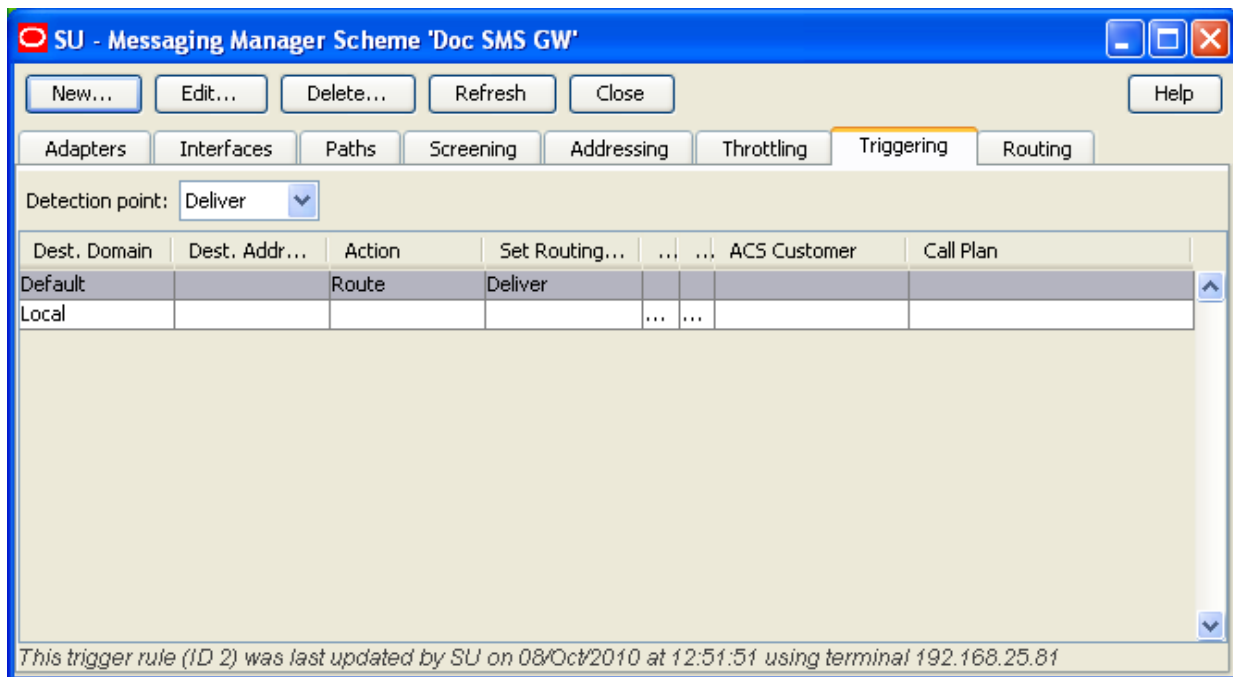 SU - Messaging Manager Scheme 'Doc SMS GW'
New... Edit... Delete... Refresh Close Help
Adapters Interfaces Paths Screening Addressing Throttling Triggering Routing
Detection point: Deliver
Dest. Domain Dest. Addr... Action Set Routing... ... ... ACS Customer Call Plan
Default Route Deliver
Local ... ...
This trigger rule (ID 2) was last updated by SU on 08/Oct/2010 at 12:51:51 using terminal 192.168.25.81